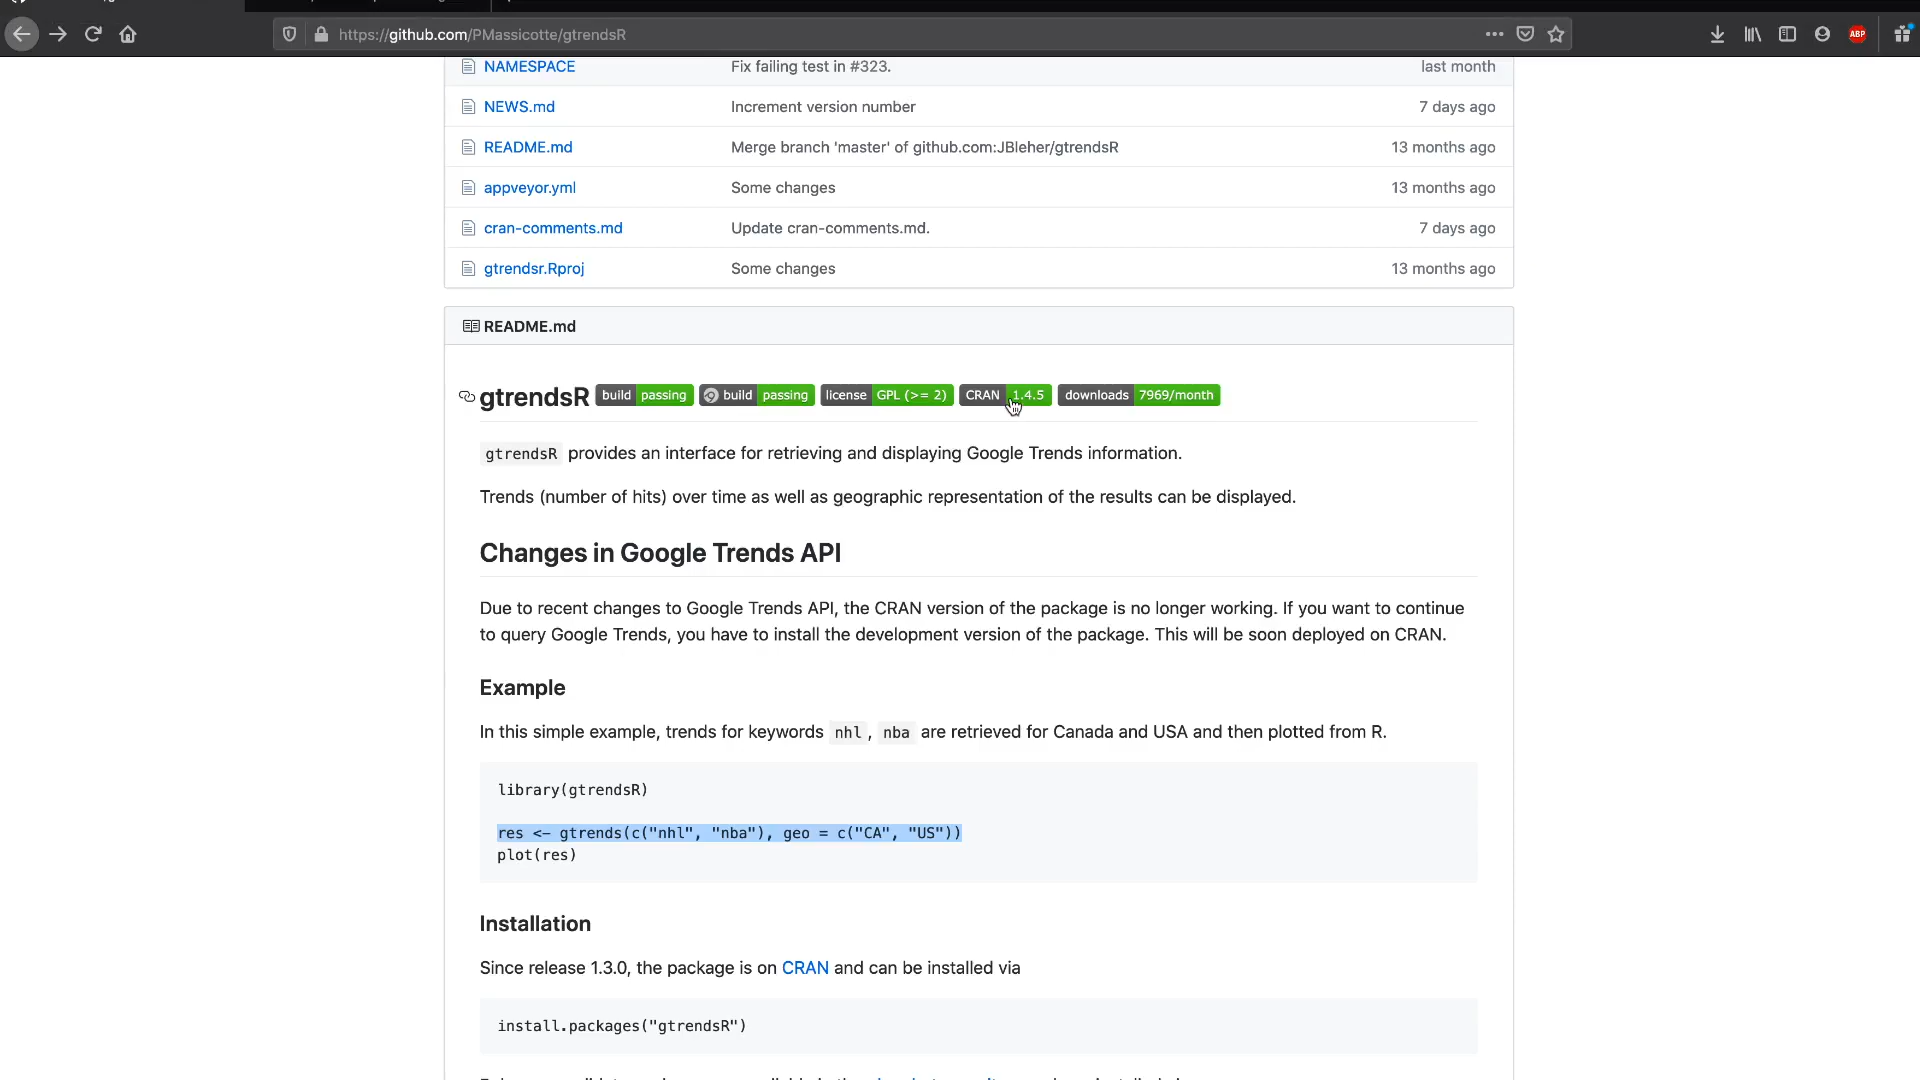 https://github.com/PMassicotte/gtrendsR
ABP
NAMESPACE Fix failing test in #323. last month
NEWS.md Increment version number 7 days ago
README.md Merge branch 'master' of github.com:JBleher/gtrendsR 13 months ago
appveyor.yml Some changes 13 months ago
cran-comments.md Update cran-comments.md. 7 days ago
gtrendsr.Rproj Some changes 13 months ago
README.md
gtrendsR build passing build passing license GPL (>= 2) CRAN 1.4.5 downloads 7969/month
gtrendsR provides an interface for retrieving and displaying Google Trends information.
Trends (number of hits) over time as well as geographic representation of the results can be displayed.
Changes in Google Trends API
Due to recent changes to Google Trends API, the CRAN version of the package is no longer working. If you want to continue
to query Google Trends, you have to install the development version of the package. This will be soon deployed on CRAN.
Example
In this simple example, trends for keywords nhl , nba are retrieved for Canada and USA and then plotted from R.
library(gtrendsR)
res <- gtrends(c("nhl", "nba"), geo = c("CA", "US"))
plot(res)
Installation
Since release 1.3.0, the package is on CRAN and can be installed via
install.packages("gtrendsR")